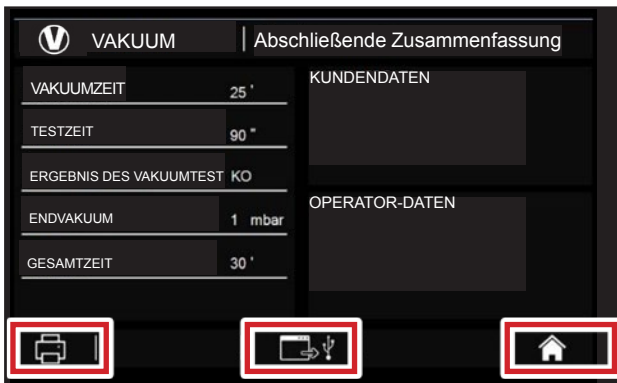 V VAKUUM | Abschließende Zusammenfassung
VAKUUMZEIT 25 '
TESTZEIT 90 "
ERGEBNIS DES VAKUUMTEST KO
ENDVAKUUM 1 mbar
GESAMTZEIT 30 '
KUNDENDATEN
OPERATOR-DATEN